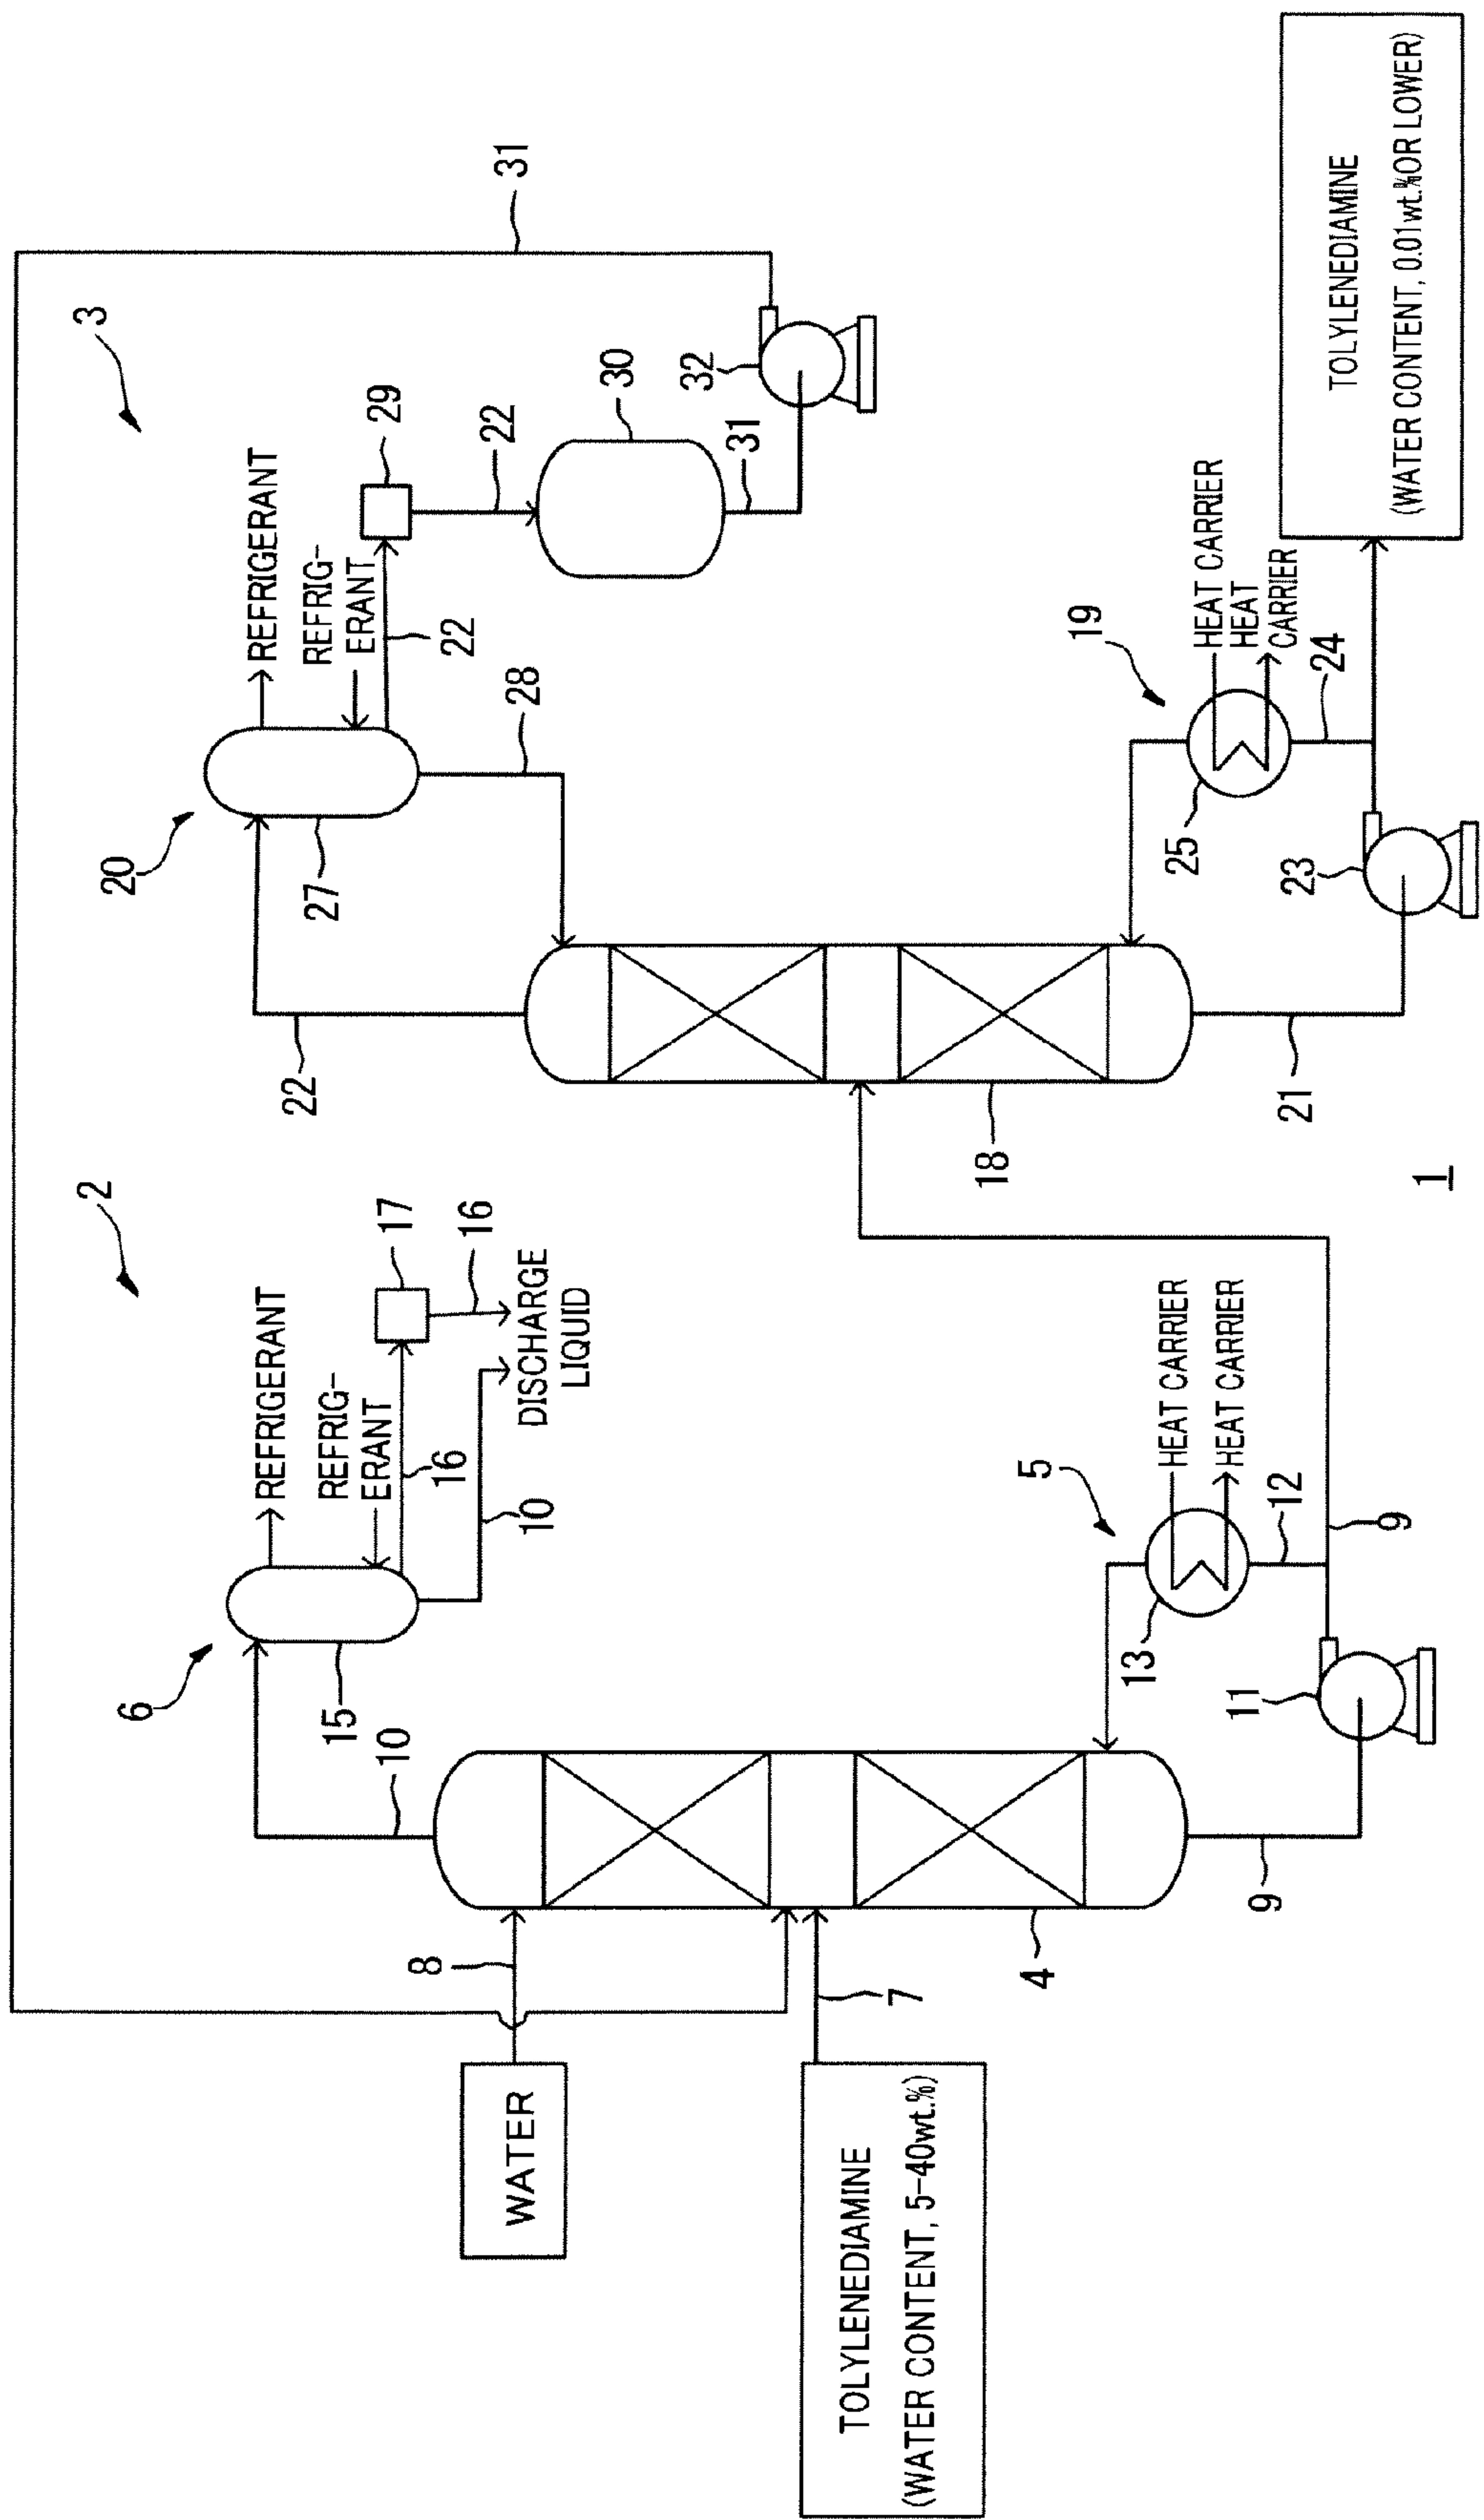 2
3
6
20
REFRIGERANT
REFRIG-
ERANT
15
10
17
16
16
10
DISCHARGE
LIQUID
8
WATER
TOLYLENEDIAMINE
(WATER CONTENT, 5-40wt.%)
7
4
5
HEAT CARRIER
HEAT CARRIER
13
12
11
9
9
REFRIGERANT
REFRIG-
ERANT
22
27
22
28
29
22
30
31
32
31
18
19
HEAT CARRIER
HEAT
CARRIER
25
24
23
21
TOLYLENEDIAMINE
(WATER CONTENT, 0.01wt.%OR LOWER)
1